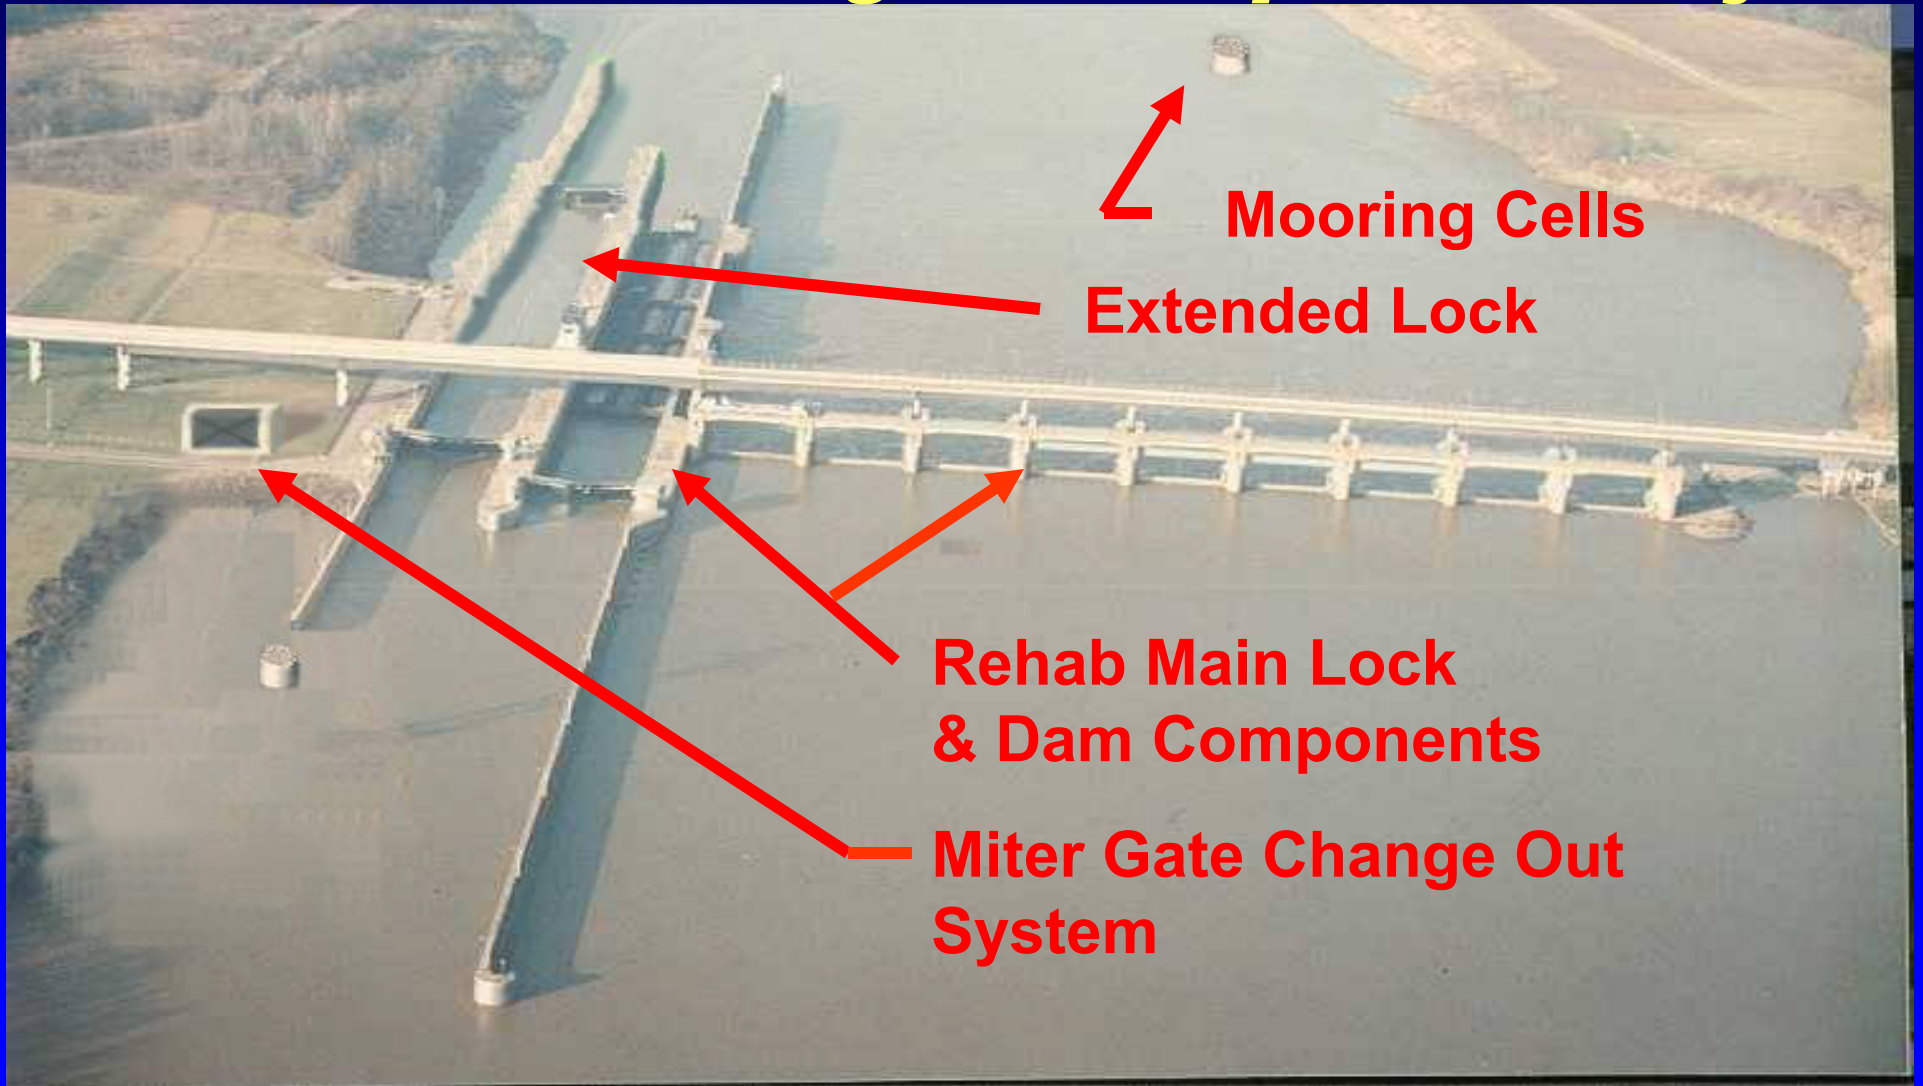 Mooring Cells
Extended Lock
Rehab Main Lock
& Dam Components
Miter Gate Change Out
System